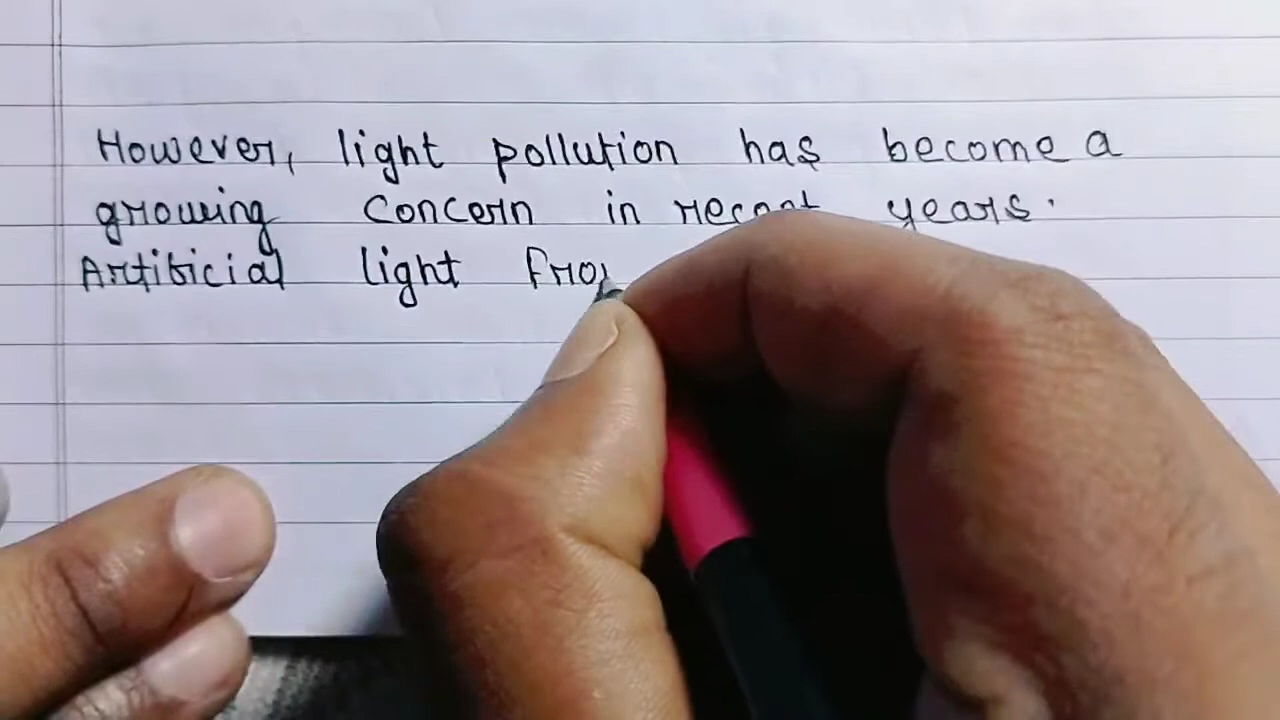 However, light pollution has become a
growing concern in recent years.
Artificial light fro